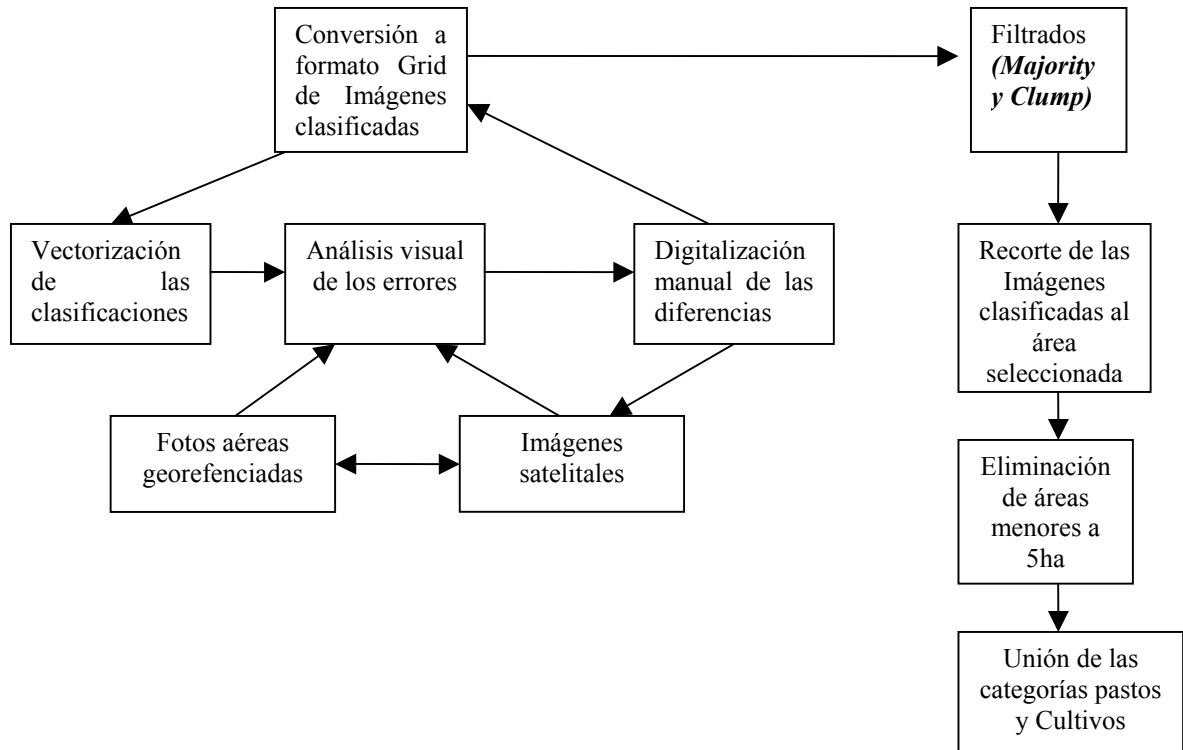 Conversión a
formato Grid
de Imágenes
clasificadas
Filtrados
(Majority
y Clump)
Vectorización
de las
clasificaciones
Análisis visual
de los errores
Digitalización
manual de las
diferencias
Recorte de las
Imágenes
clasificadas al
área
seleccionada
Fotos aéreas
georefenciadas
Imágenes
satelitales
Eliminación
de áreas
menores a
5ha
Unión de las
categorías pastos
y Cultivos